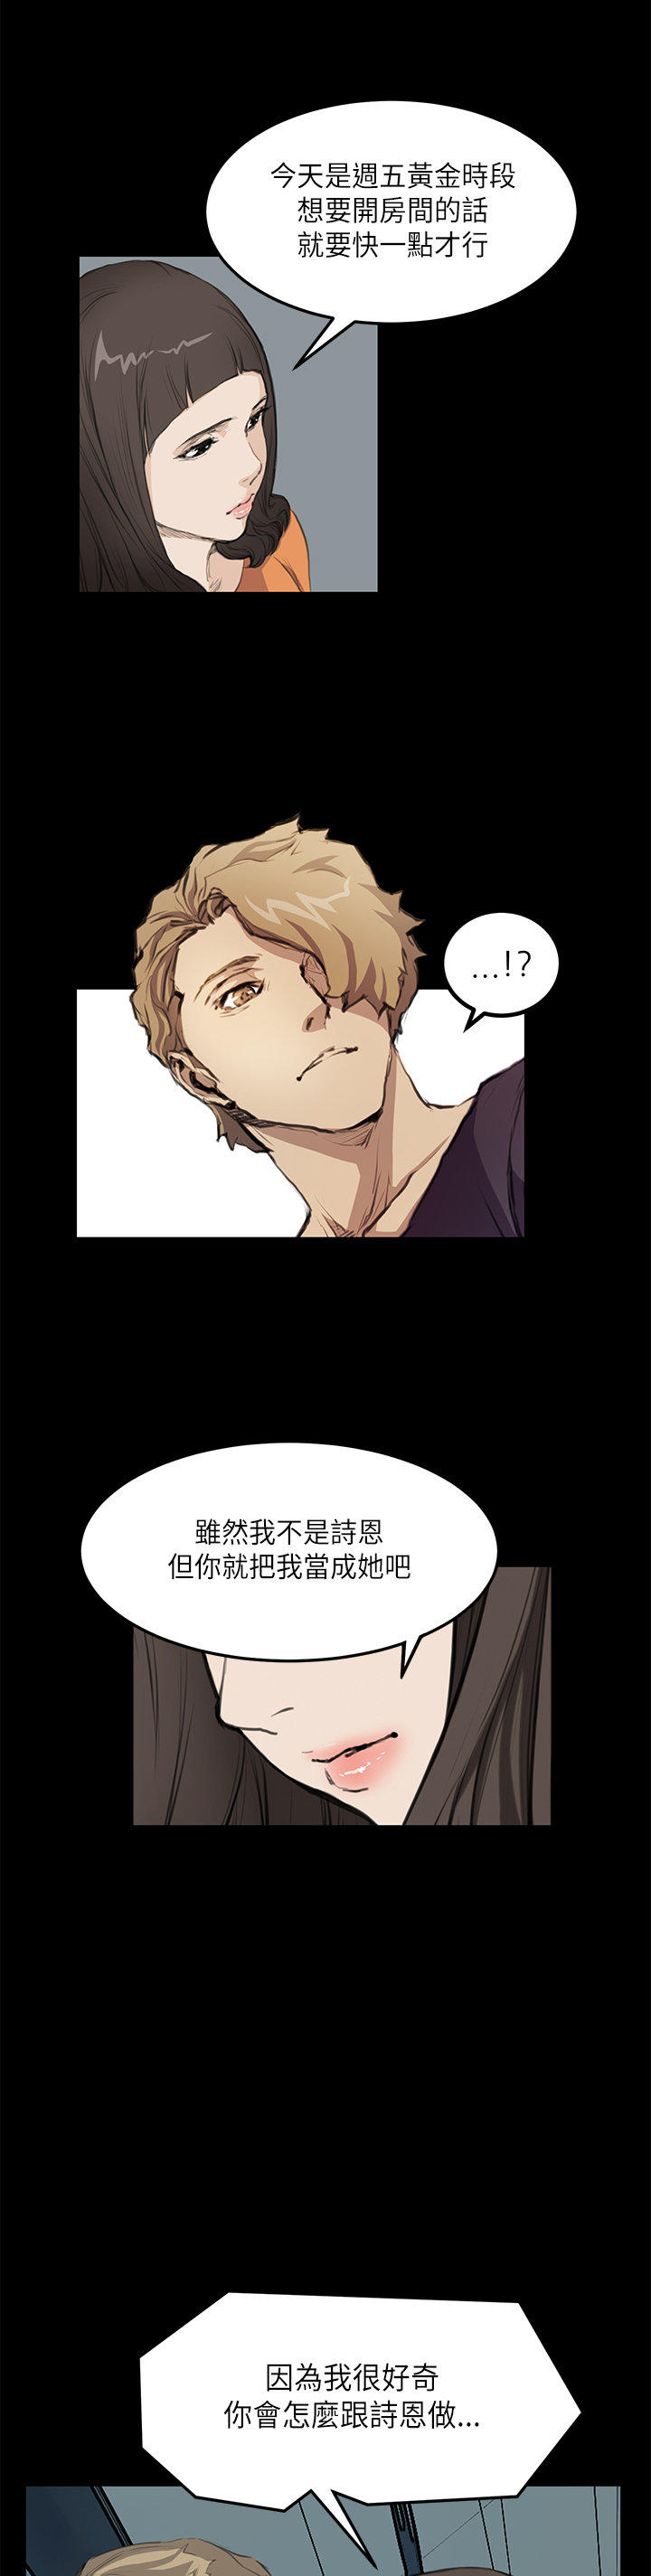 今天是週五黃金時段
想要開房間的話
就要快一點才行
...!?
雖然我不是詩恩
但你就把我當成她吧
因為我很好奇
你會怎麼跟詩恩做...